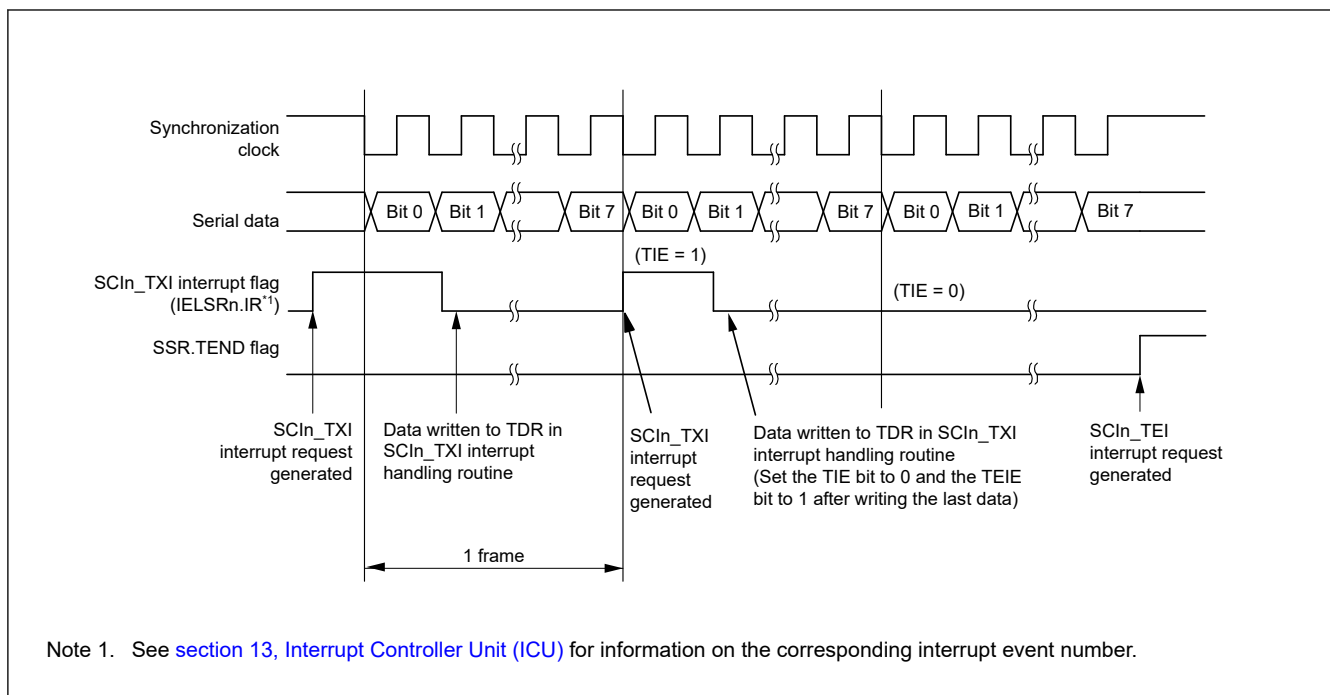 Synchronization
clock
Serial data
Bit 0 Bit 1 Bit 7 Bit 0 Bit 1 Bit 7 Bit 0 Bit 1 Bit 7
(TIE = 1)
SCIn_TXI interrupt flag
(IELSRn.IR*1)
(TIE = 0)
SSR.TEND flag
SCIn_TXI
interrupt request
generated
Data written to TDR in
SCIn_TXI interrupt
handling routine
SCIn_TXI
interrupt
request
generated
Data written to TDR in SCIn_TXI
interrupt handling routine
(Set the TIE bit to 0 and the TEIE
bit to 1 after writing the last data)
SCIn_TEI
interrupt request
generated
1 frame
Note 1. See section 13, Interrupt Controller Unit (ICU) for information on the corresponding interrupt event number.